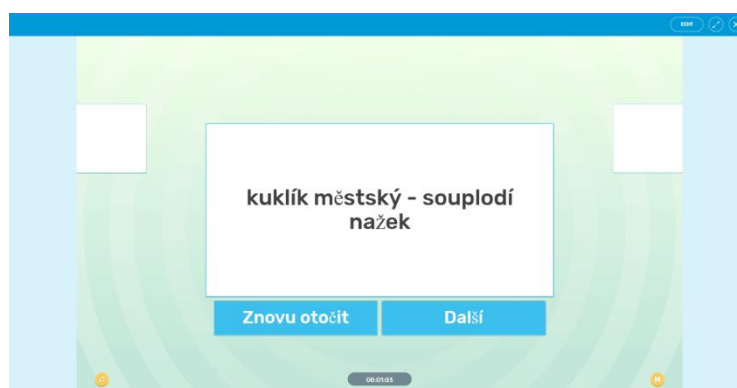 EDIT
kuklík městský - souplodí
nažek
Znovu otočit
Další
00:01:03